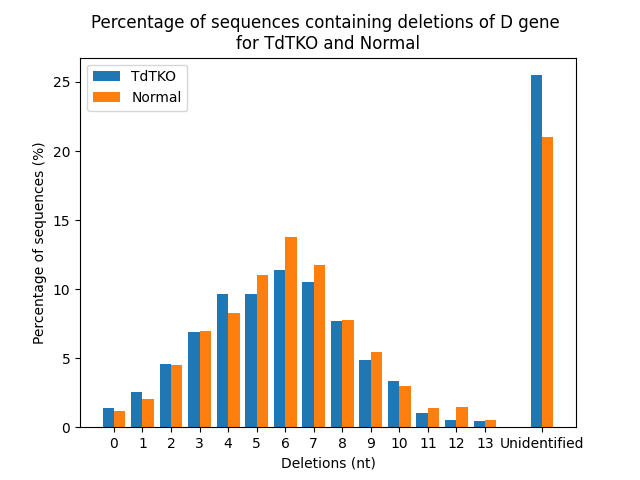 Percentage of sequences containing deletions of D gene
for TdTKO and Normal
TdTKO
Normal
Percentage of sequences (%)
25
20
15
10
5
0
0 1 2 3 4 5 6 7 8 9 10 11 12 13 Unidentified
Deletions (nt)